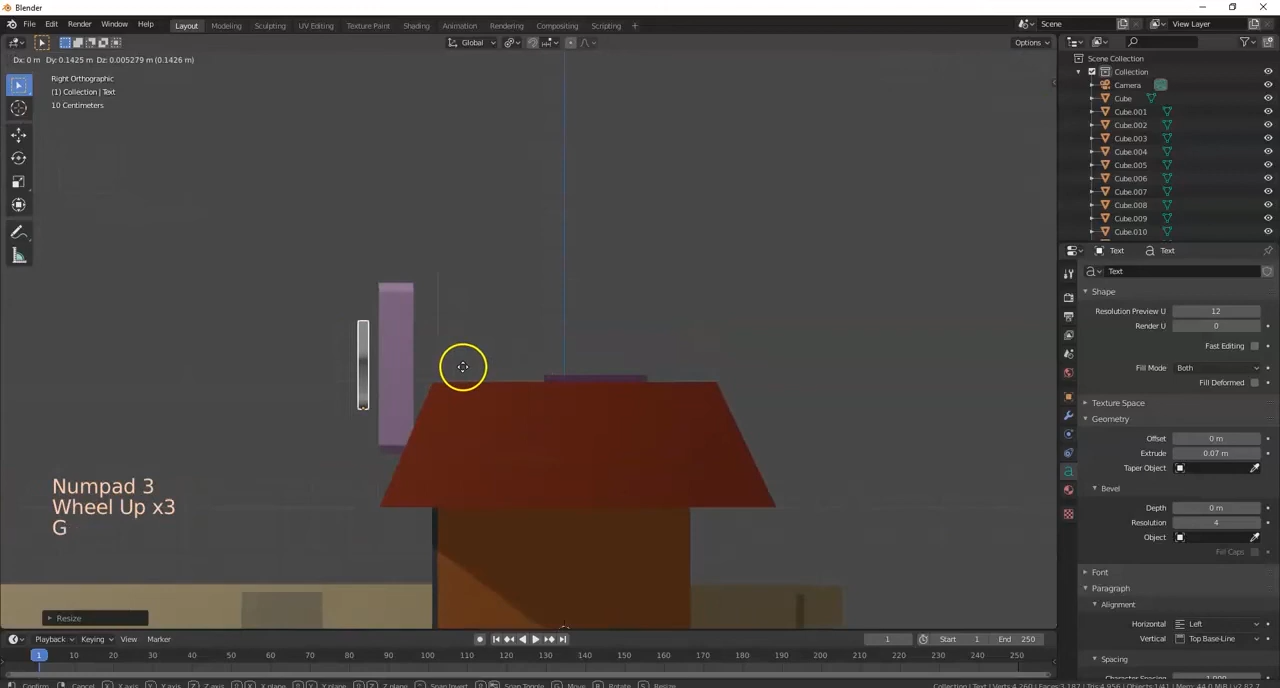 Blender
File Edit Render Window Help Layout Modeling Sculpting UV Editing Texture Paint Shading Animation Rendering Compositing Scripting + Scene View Layer
Global Options
Dx: 0 m Dy: 0.1425 m Dz: 0.005279 m (0.1426 m)
Right Orthographic
(1) Collection | Text
10 Centimeters
Scene Collection
Collection
Camera
Cube
Cube.001
Cube.002
Cube.003
Cube.004
Cube.005
Cube.006
Cube.007
Cube.008
Cube.009
Cube.010
Text Text
Text
Shape
Resolution Preview U 12
Render U 0
Fast Editing
Fill Mode Both
Fill Deformed
Texture Space
Geometry
Offset 0 m
Extrude 0.07 m
Taper Object
Bevel
Depth 0 m
Resolution 4
Object
Fill Caps
Font
Paragraph
Alignment
Horizontal Left
Vertical Top Base-Line
Spacing
Numpad 3
Wheel Up x3
G
Resize
Playback Keying View Marker 1 Start 1 End 250
1 10 20 30 40 50 60 70 80 90 100 110 120 130 140 150 160 170 180 190 200 210 220 230 240 250